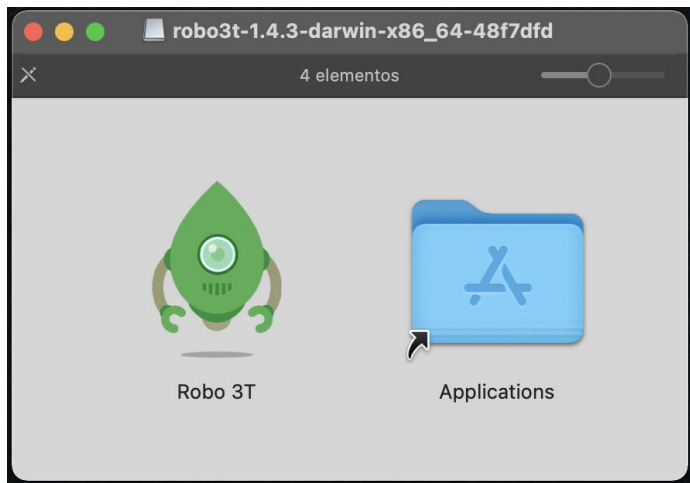 robo3t-1.4.3-darwin-x86_64-48f7dfd
4 elementos
Robo 3T
Applications